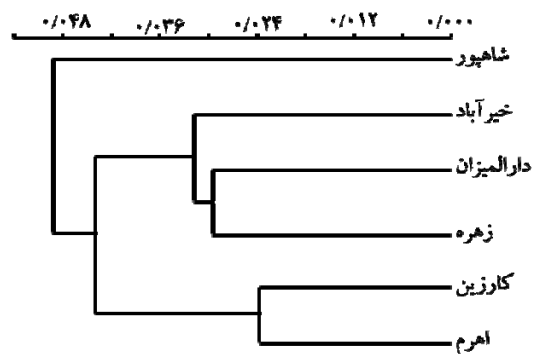 ۰/۰۴۸ ۰/۰۳۶ ۰/۰۲۴ ۰/۰۱۲ ۰/۰۰۰
شاهپور
خیرآباد
دارالمیزان
زهره
کارزین
اهرم